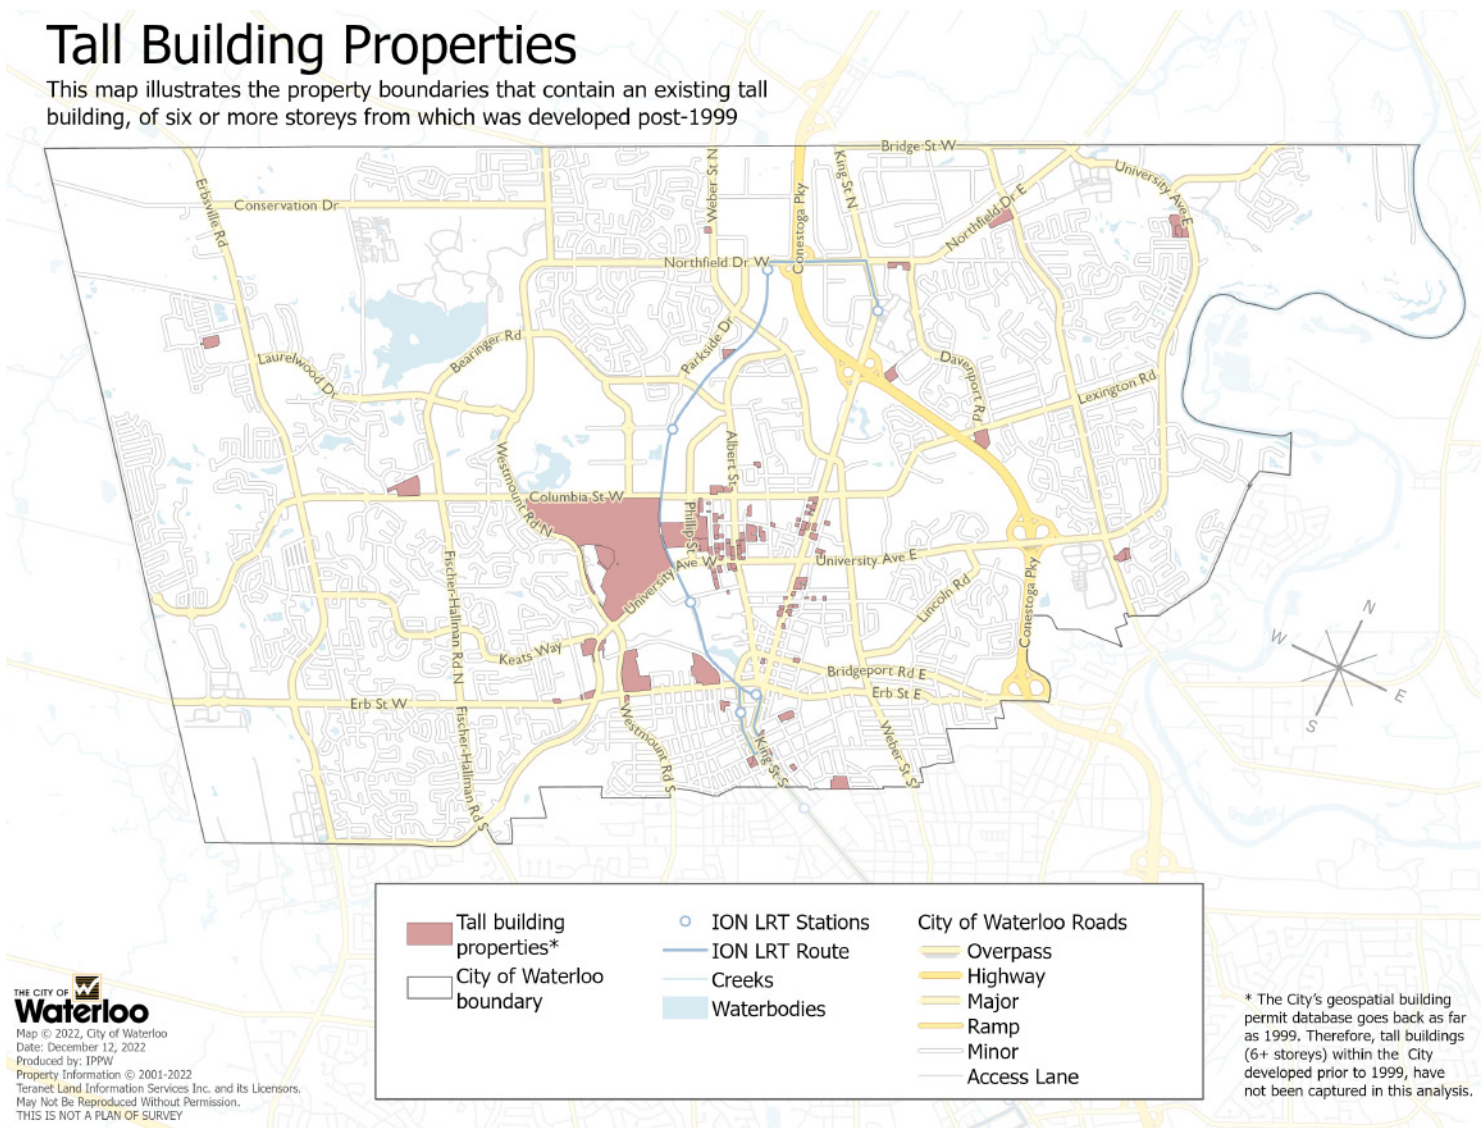 Tall Building Properties
This map illustrates the property boundaries that contain an existing tall
building, of six or more storeys from which was developed post-1999
Bridge St W
Conservation Dr
Erbsville Rd
Weber St N
Conestoga Pky
King St N
University Ave E
Northfield Dr E
Northfield Dr W
Laurelwood Dr
Bearinger Rd
Parkside Dr
Davenport Rd
Lexington Rd
Westmount Rd N
Albert St
Columbia St W
Phillip St
University Ave W
University Ave E
Fischer-Hallman Rd N
Lincoln Rd
Conestoga Pky
Keats Way
Bridgeport Rd E
Erb St W
Erb St E
Fischer-Hallman Rd S
Westmount Rd S
King St S
Weber St S
N
W
E
S
Tall building
properties*
City of Waterloo
boundary
ION LRT Stations
ION LRT Route
Creeks
Waterbodies
City of Waterloo Roads
Overpass
Highway
Major
Ramp
Minor
Access Lane
THE CITY OF
Waterloo
Map © 2022, City of Waterloo
Date: December 12, 2022
Produced by: IPPW
Property Information © 2001-2022
Teranet Land Information Services Inc. and its Licensors.
May Not Be Reproduced Without Permission.
THIS IS NOT A PLAN OF SURVEY
* The City's geospatial building
permit database goes back as far
as 1999. Therefore, tall buildings
(6+ storeys) within the City
developed prior to 1999, have
not been captured in this analysis.